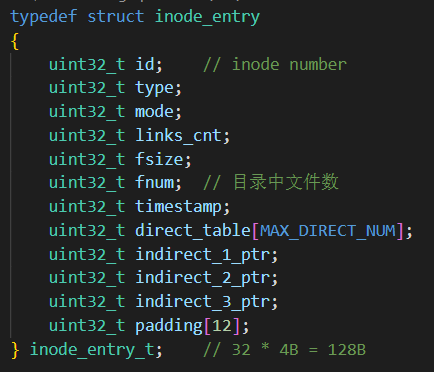 typedef struct inode_entry
{
    uint32_t id;    // inode number
    uint32_t type;
    uint32_t mode;
    uint32_t links_cnt;
    uint32_t fsize;
    uint32_t fnum;  // 目录中文件数
    uint32_t timestamp;
    uint32_t direct_table[MAX_DIRECT_NUM];
    uint32_t indirect_1_ptr;
    uint32_t indirect_2_ptr;
    uint32_t indirect_3_ptr;
    uint32_t padding[12];
} inode_entry_t;    // 32 * 4B = 128B